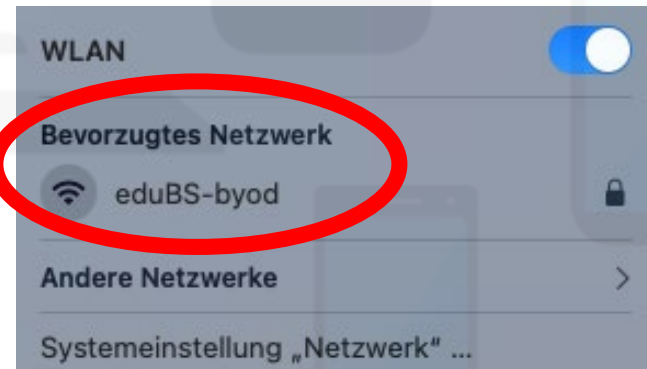 WLAN
Bevorzugtes Netzwerk
eduBS-byod
Andere Netzwerke
Systemeinstellung „Netzwerk" ...